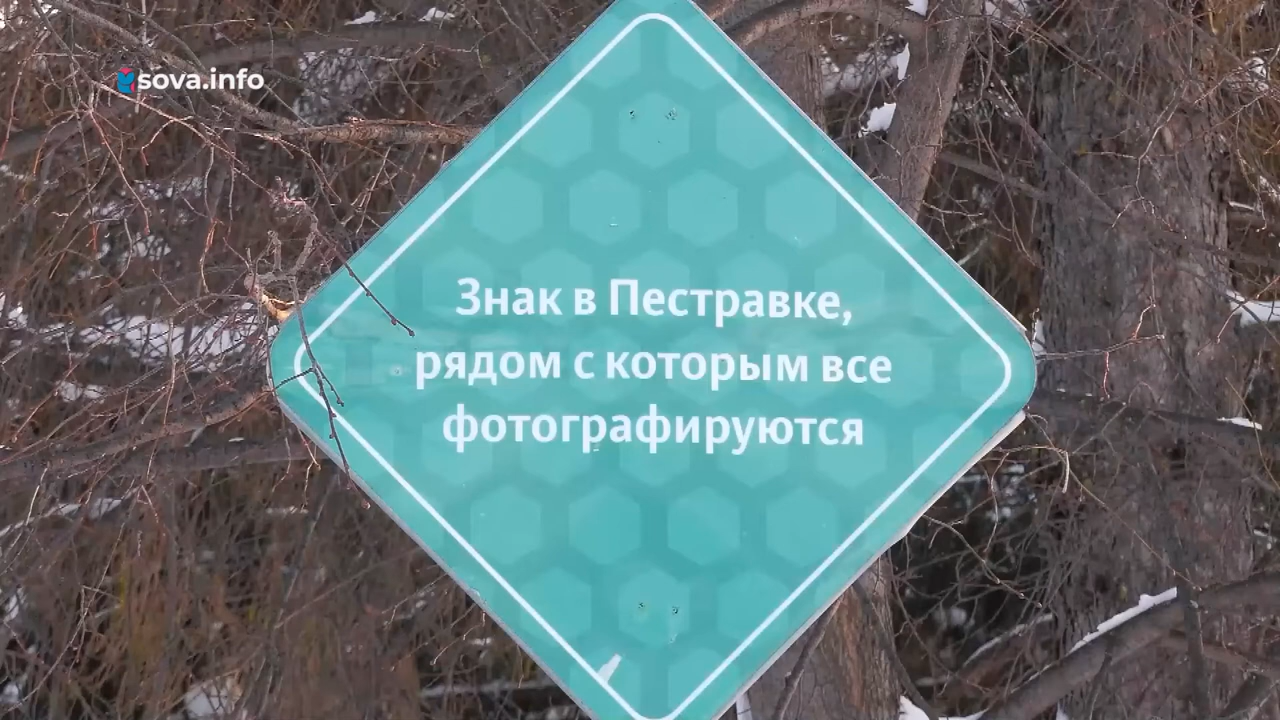 sova.info
Знак в Пестравке,
рядом с которым все
фотографируются